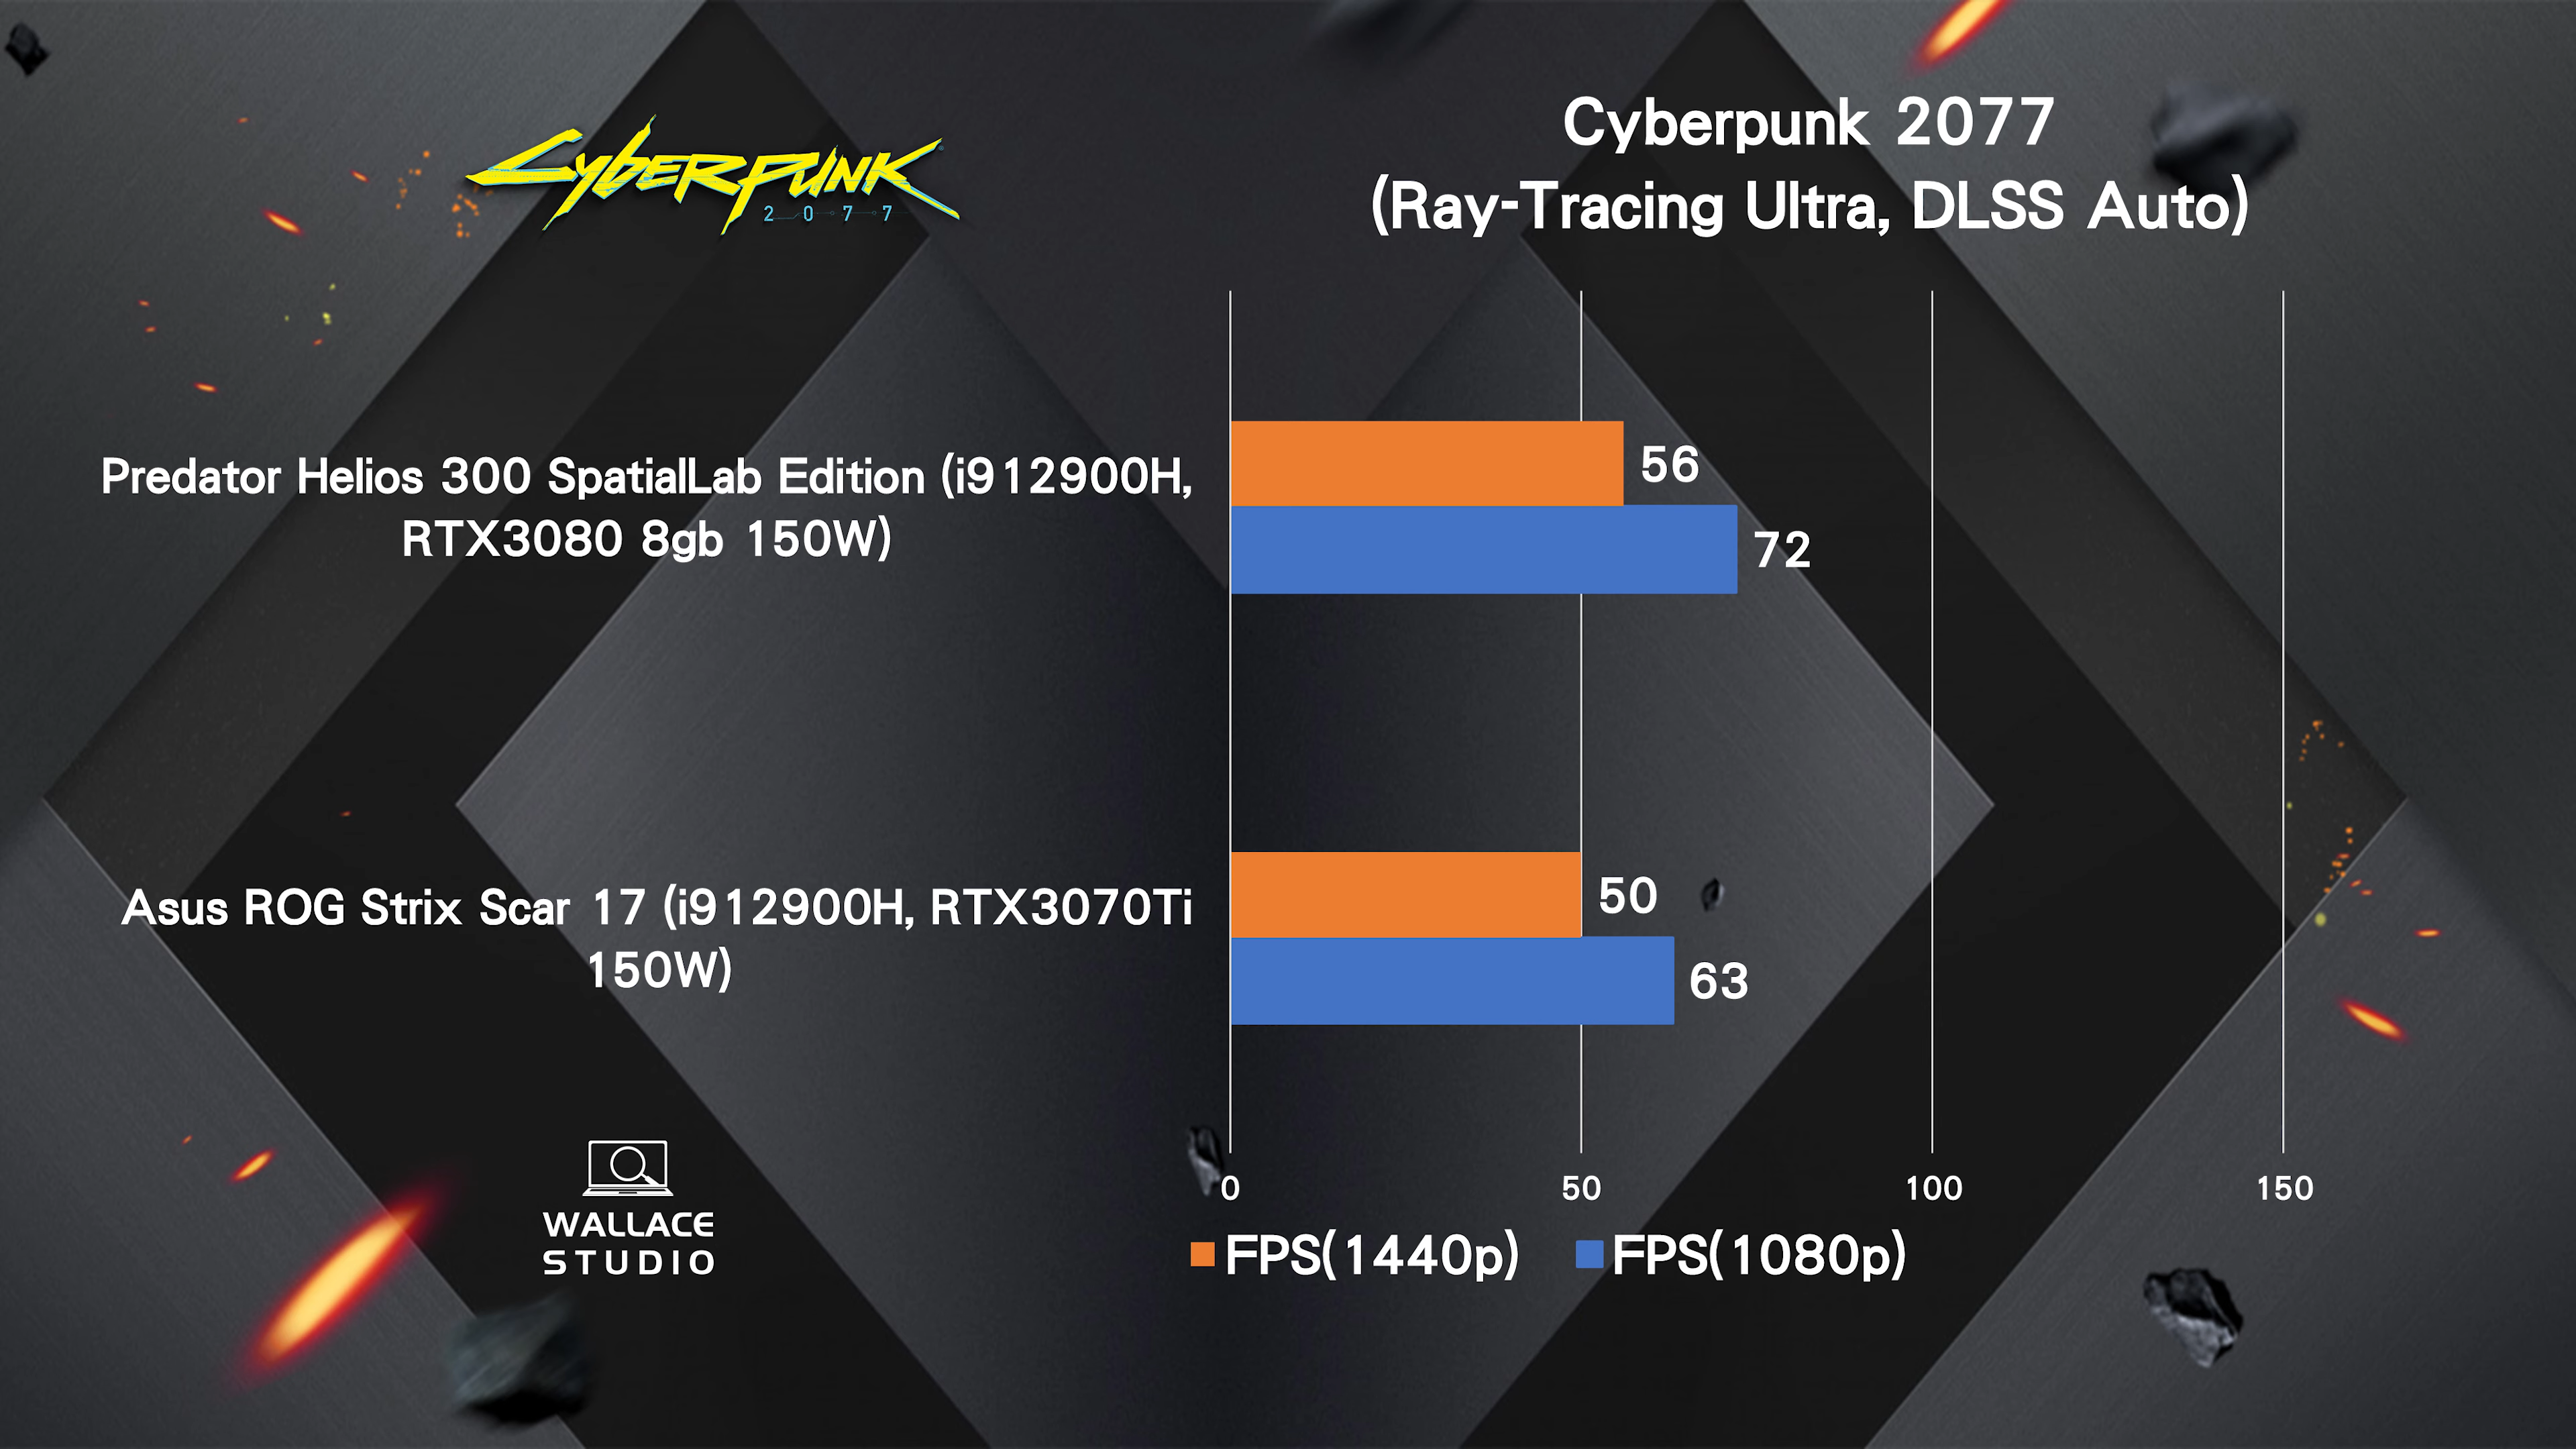 CYBERPUNK
2077
Cyberpunk 2077
(Ray-Tracing Ultra, DLSS Auto)
Predator Helios 300 SpatialLab Edition (i912900H,
RTX3080 8gb 150W)
56
72
Asus ROG Strix Scar 17 (i912900H, RTX3070Ti
150W)
50
63
0 50 100 150
FPS(1440p) FPS(1080p)
WALLACE
STUDIO